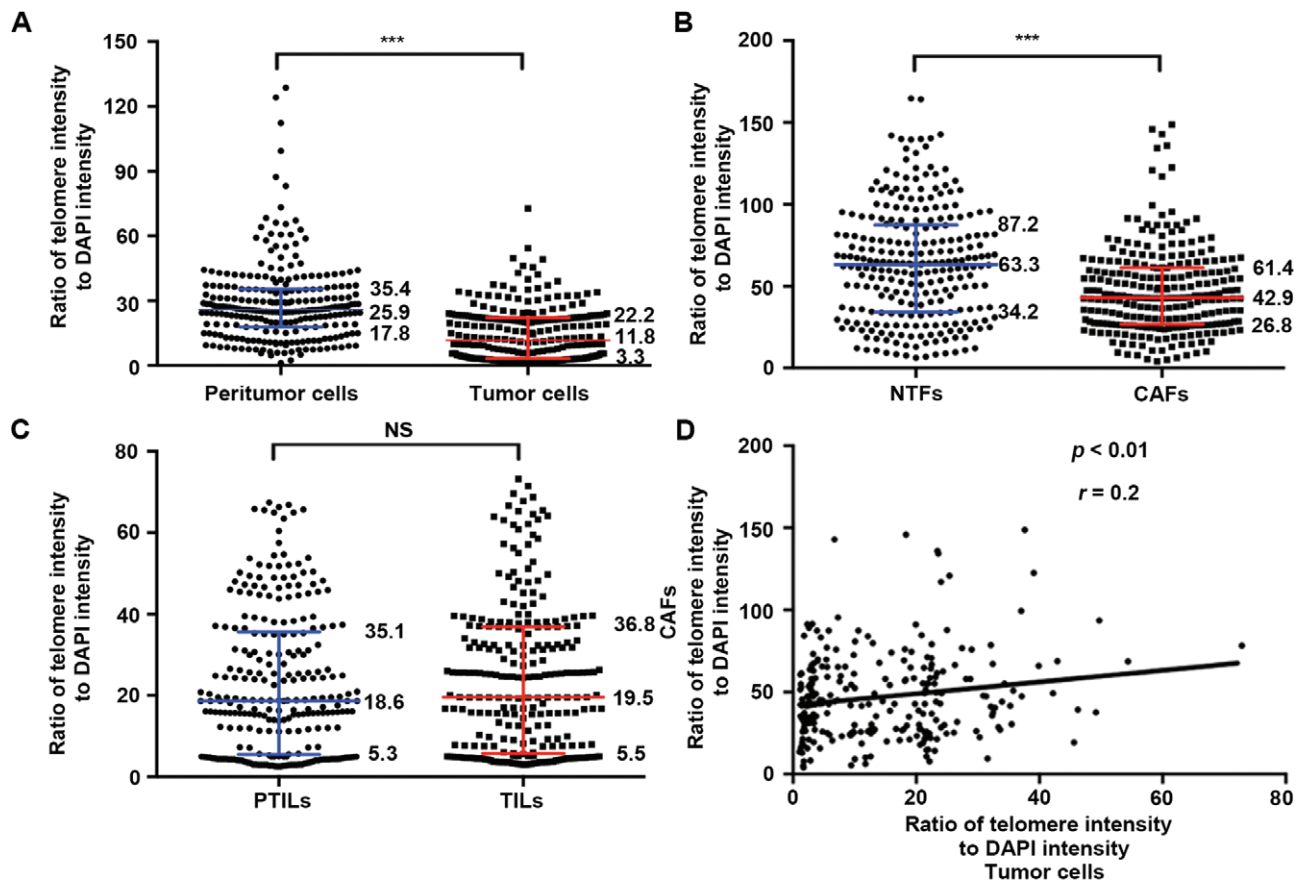 A
Ratio of telomere intensity
to DAPI intensity
150
120
90
60
30
0
***
35.4
25.9
17.8
22.2
11.8
3.3
Peritumor cells
Tumor cells
B
Ratio of telomere intensity
to DAPI intensity
200
150
100
50
0
***
87.2
63.3
34.2
61.4
42.9
26.8
NTFs
CAFs
C
Ratio of telomere intensity
to DAPI intensity
80
60
40
20
0
NS
35.1
18.6
5.3
36.8
19.5
5.5
PTILs
TILs
D
CAFs
Ratio of telomere intensity
to DAPI intensity
200
150
100
50
0
p < 0.01
r = 0.2
0
20
40
60
80
Ratio of telomere intensity
to DAPI intensity
Tumor cells